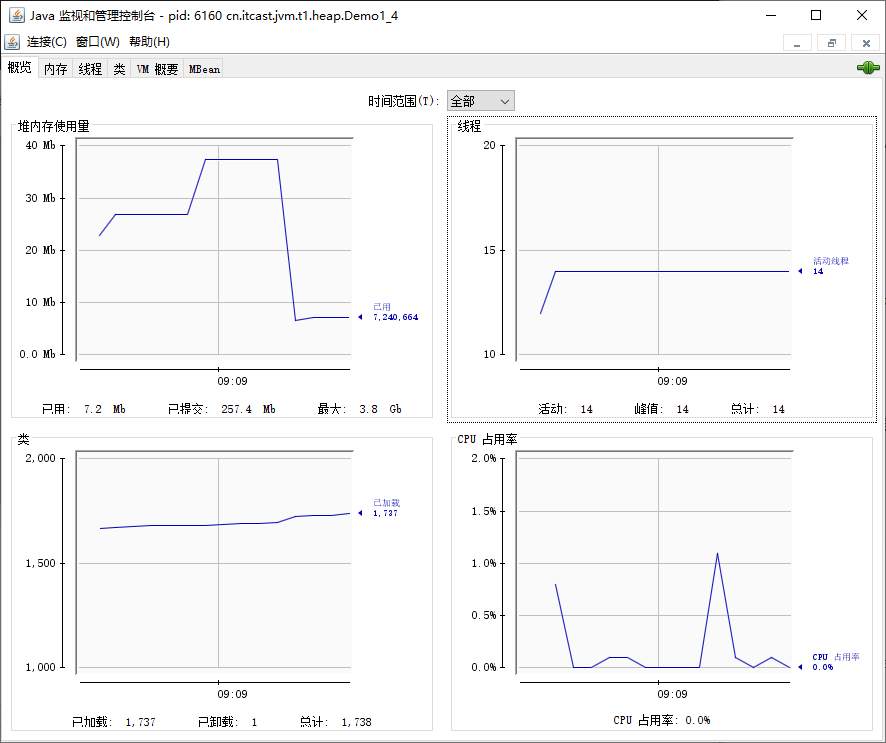 Java 监视和管理控制台 - pid: 6160 cn.itcast.jvm.t1.heap.Demo1_4
连接(C) 窗口(W) 帮助(H)
概览 内存 线程 类 VM 概要 MBean
时间范围(T): 全部
堆内存使用量
40 Mb
30 Mb
20 Mb
10 Mb
0.0 Mb
已用
7,240,664
09:09
已用: 7.2 Mb 已提交: 257.4 Mb 最大: 3.8 Gb
线程
20
15
10
活动线程
14
09:09
活动: 14 峰值: 14 总计: 14
类
2,000
1,500
1,000
已加载
1,737
09:09
已加载: 1,737 已卸载: 1 总计: 1,738
CPU 占用率
2.0%
1.5%
1.0%
0.5%
0.0%
CPU 占用率
0.0%
09:09
CPU 占用率: 0.0%